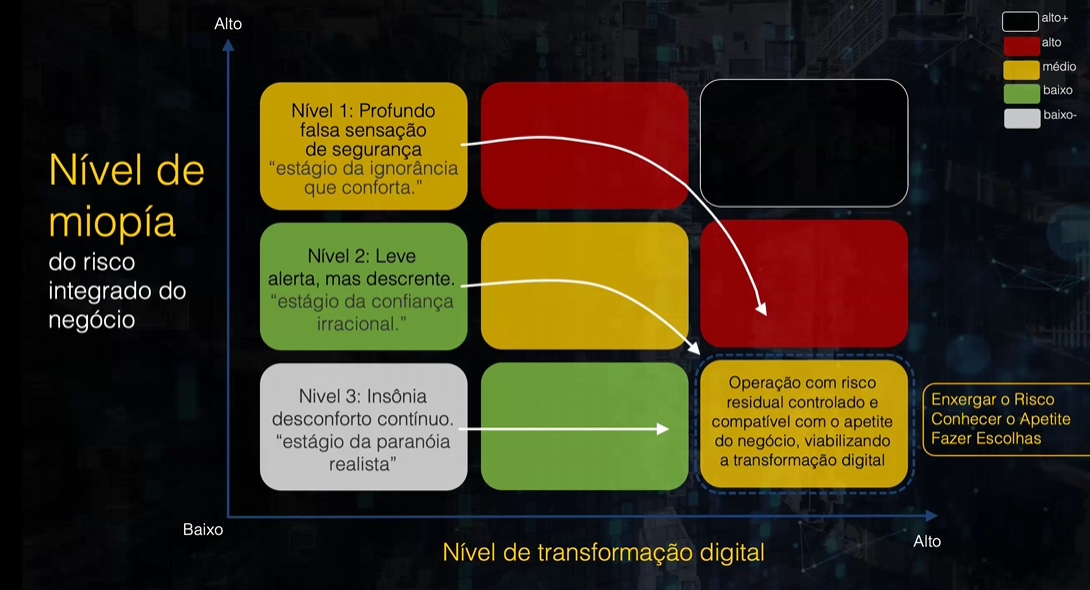 Alto
alto+
alto
médio
baixo
baixo-
Nível de
miopía
do risco
integrado do
negócio
Nível 1: Profundo
falsa sensação
de segurança
“estágio da ignorância
que conforta.”
Nível 2: Leve
alerta, mas descrente.
“estágio da confiança
irracional.”
Nivel 3: Insônia
desconforto contínuo.
“estágio da paranóia
realista”
Operação com risco
residual controlado e
compatível com o apetite
do negócio, viabilizando
a transformação digital
Enxergar o Risco
Conhecer o Apetite
Fazer Escolhas
Baixo
Nível de transformação digital
Alto